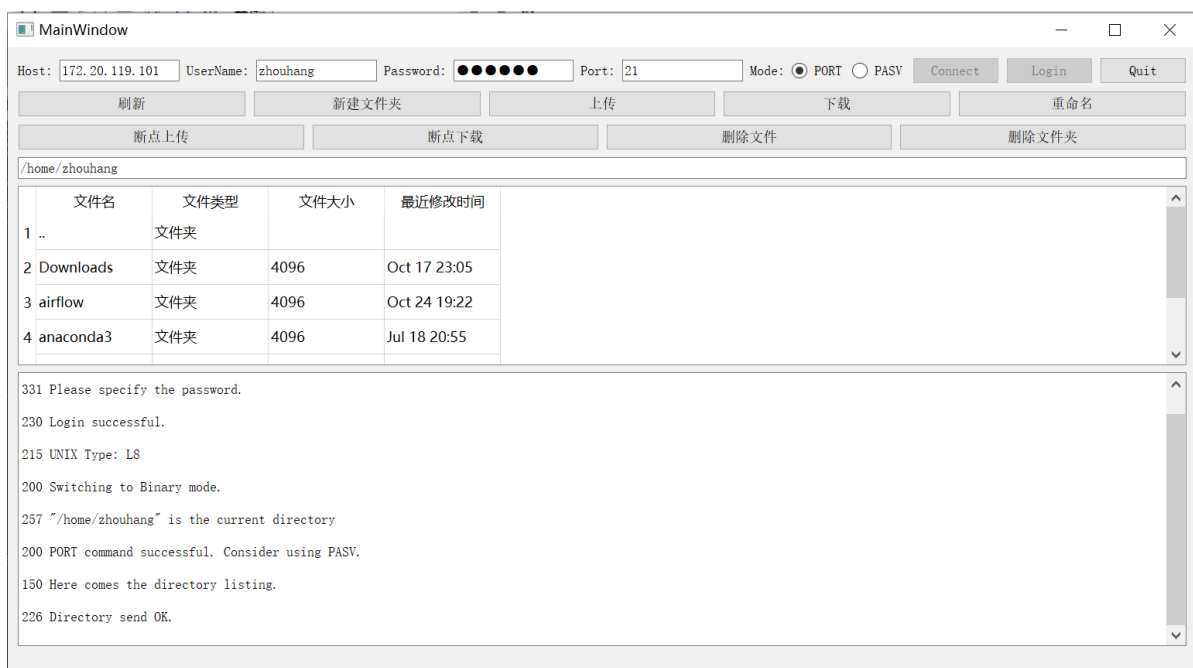 MainWindow
Host: 172.20.119.101 UserName: zhouhang Password: ●●●●●● Port: 21 Mode: PORT PASV Connect Login Quit
刷新 新建文件夹 上传 下载 重命名
断点上传 断点下载 删除文件 删除文件夹
/home/zhouhang
文件名 文件类型 文件大小 最近修改时间
1 .. 文件夹
2 Downloads 文件夹 4096 Oct 17 23:05
3 airflow 文件夹 4096 Oct 24 19:22
4 anaconda3 文件夹 4096 Jul 18 20:55
331 Please specify the password.
230 Login successful.
215 UNIX Type: L8
200 Switching to Binary mode.
257 "/home/zhouhang" is the current directory
200 PORT command successful. Consider using PASV.
150 Here comes the directory listing.
226 Directory send OK.